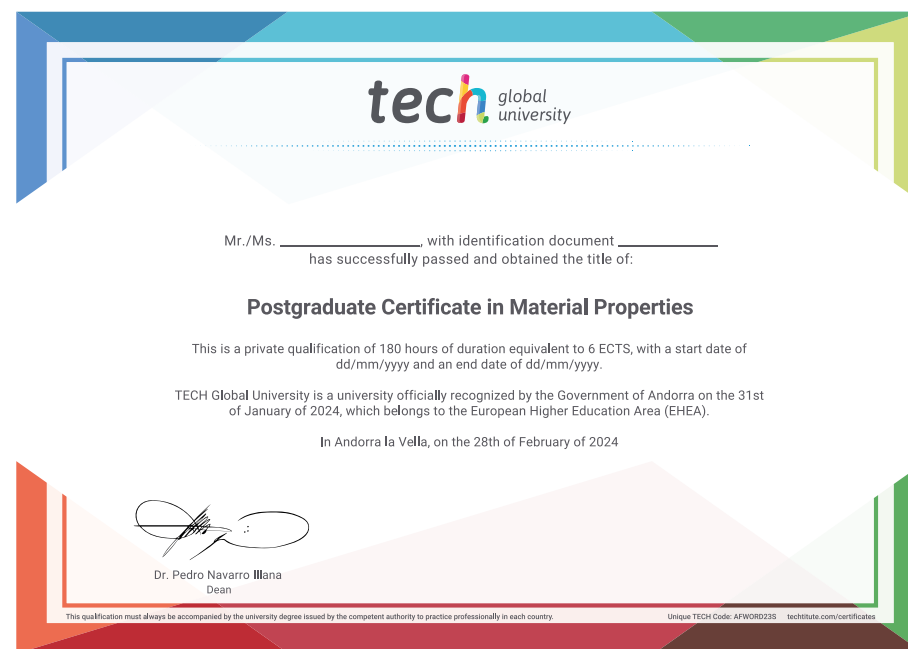 tech global
university
Mr./Ms. ____________, with identification document ____________
has successfully passed and obtained the title of:
Postgraduate Certificate in Material Properties
This is a private qualification of 180 hours of duration equivalent to 6 ECTS, with a start date of
dd/mm/yyyy and an end date of dd/mm/yyyy.
TECH Global University is a university officially recognized by the Government of Andorra on the 31st
of January of 2024, which belongs to the European Higher Education Area (EHEA).
In Andorra la Vella, on the 28th of February of 2024
Dr. Pedro Navarro Illana
Dean
This qualification must always be accompanied by the university degree issued by the competent authority to practice professionally in each country.
Unique TECH Code: AFWORD23S techtitute.com/certificates